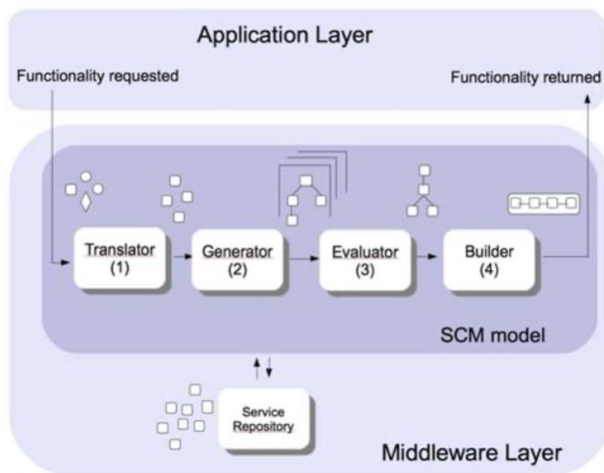 Application Layer
Functionality requested
Functionality returned
Translator
(1)
Generator
(2)
Evaluator
(3)
Builder
(4)
SCM model
Service
Repository
Middleware Layer